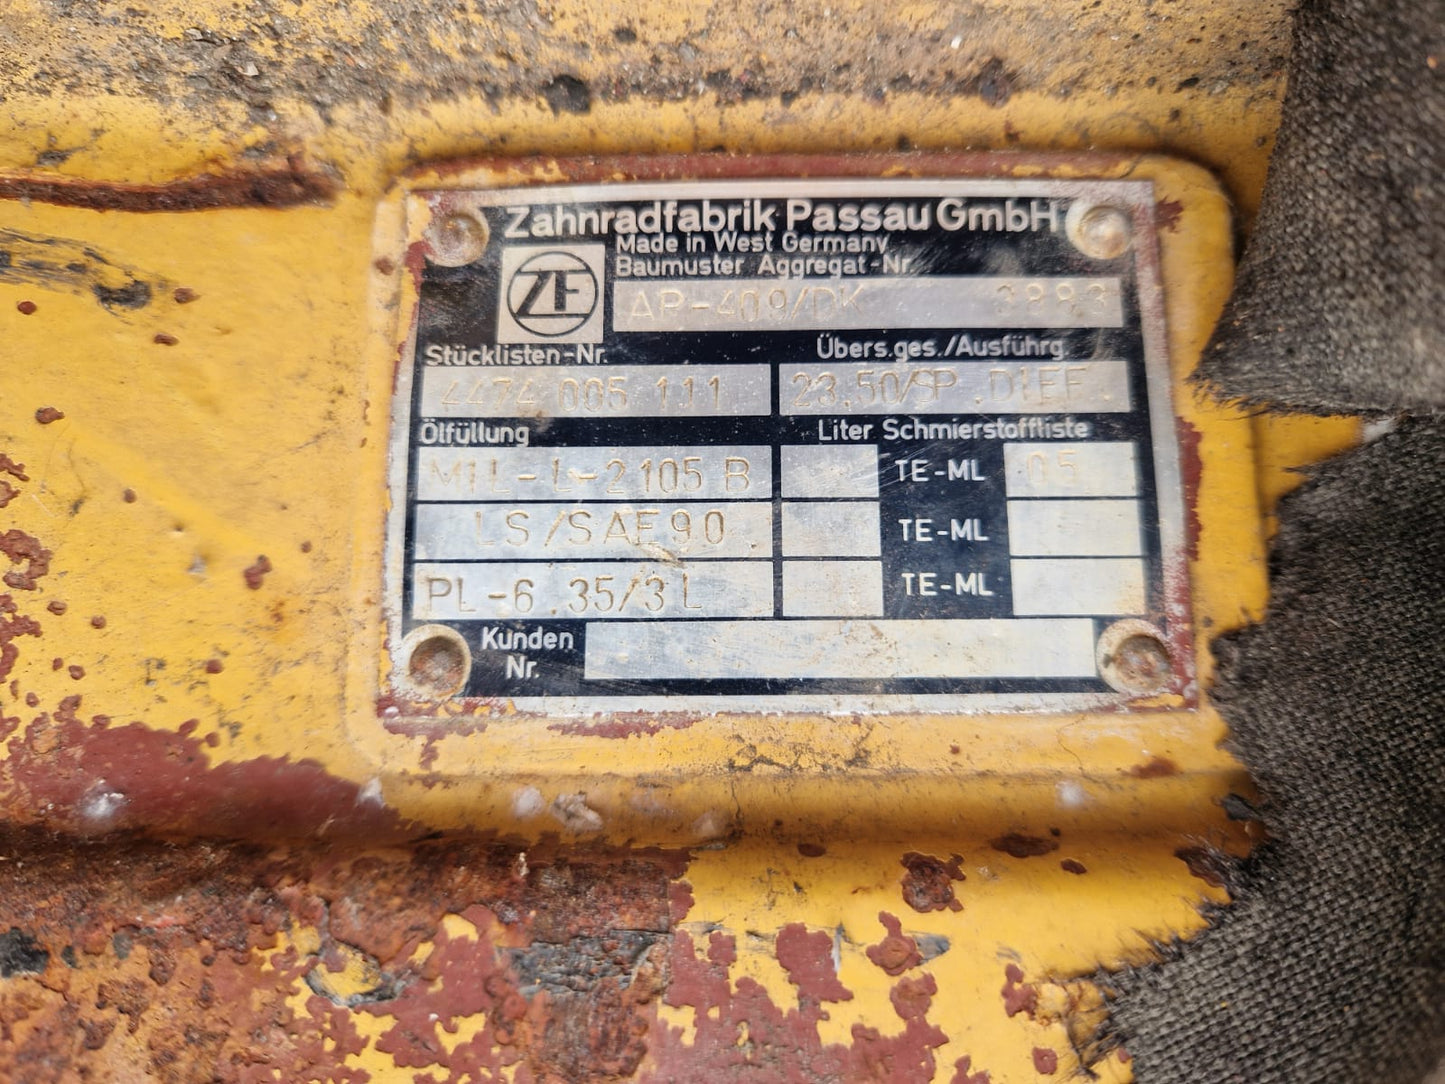 Zahnradfabrik Passau GmbH
Made in West Germany
Baumuster Aggregat-Nr.
ZF
AP-409/DK 3883
Stücklisten-Nr. Übers.ges./Ausführg.
4474 005 111 23.50/SP.DIFF.
Ölfüllung Liter Schmierstoffliste
MIL-L-2105 B TE-ML 05
LS/SAE90 TE-ML
PL-6.35/3L TE-ML
Kunden
Nr.